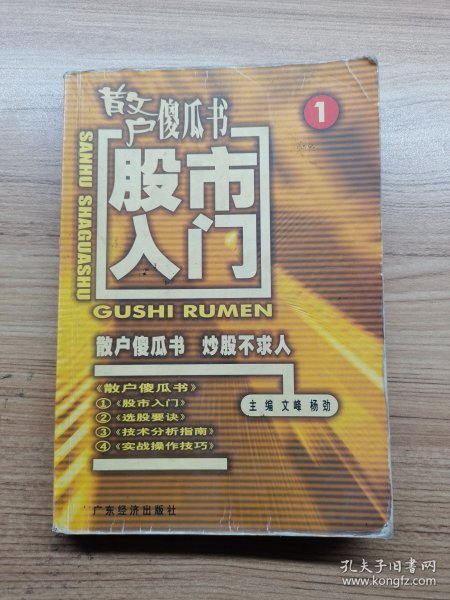 散户傻瓜书
1
SANHU SHAGUASHU
股市
入门
GUSHI RUMEN
散户傻瓜书 炒股不求人
《散户傻瓜书》
①《股市入门》
②《选股要诀》
③《技术分析指南》
④《实战操作技巧》
主编 文峰 杨劲
广东经济出版社
孔夫子旧书网
www.kongfz.com